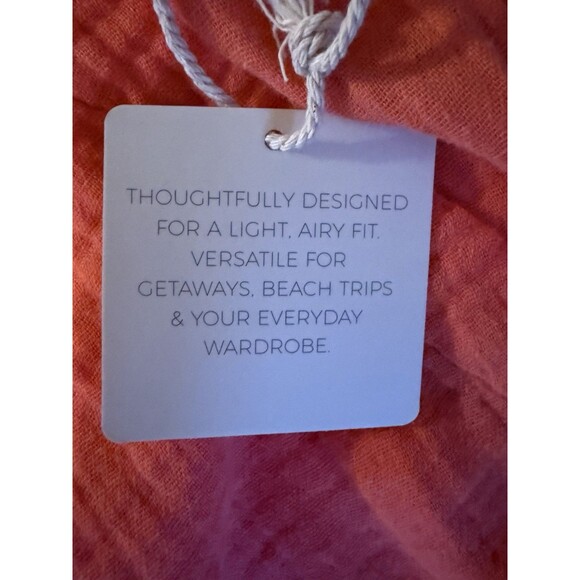 THOUGHTFULLY DESIGNED
FOR A LIGHT, AIRY FIT.
VERSATILE FOR
GETAWAYS, BEACH TRIPS
& YOUR EVERYDAY
WARDROBE.